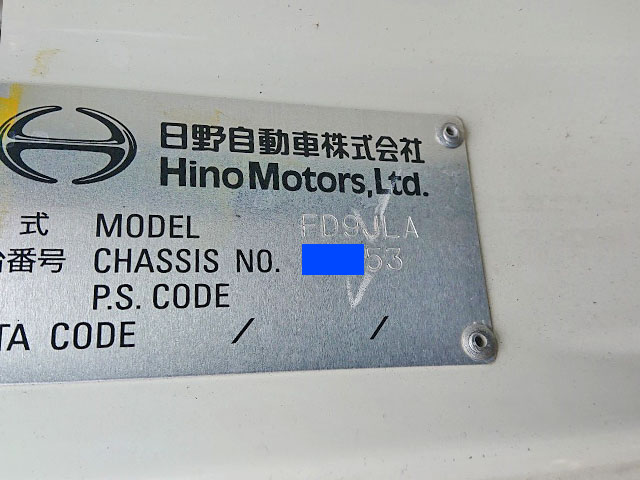 日野自動車株式会社
Hino Motors, Ltd.
式 MODEL FD9JLA
台番号 CHASSIS NO. 53
P.S. CODE
TA CODE / /